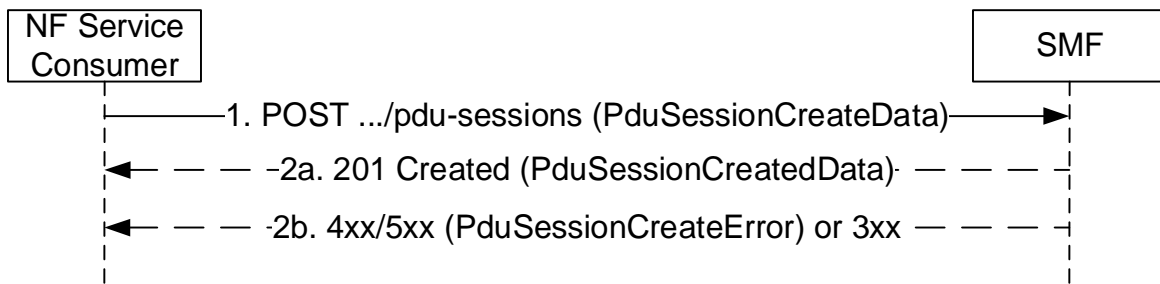 NF Service
Consumer
SMF
1. POST .../pdu-sessions (PduSessionCreateData)
2a. 201 Created (PduSessionCreatedData)
2b. 4xx/5xx (PduSessionCreateError) or 3xx